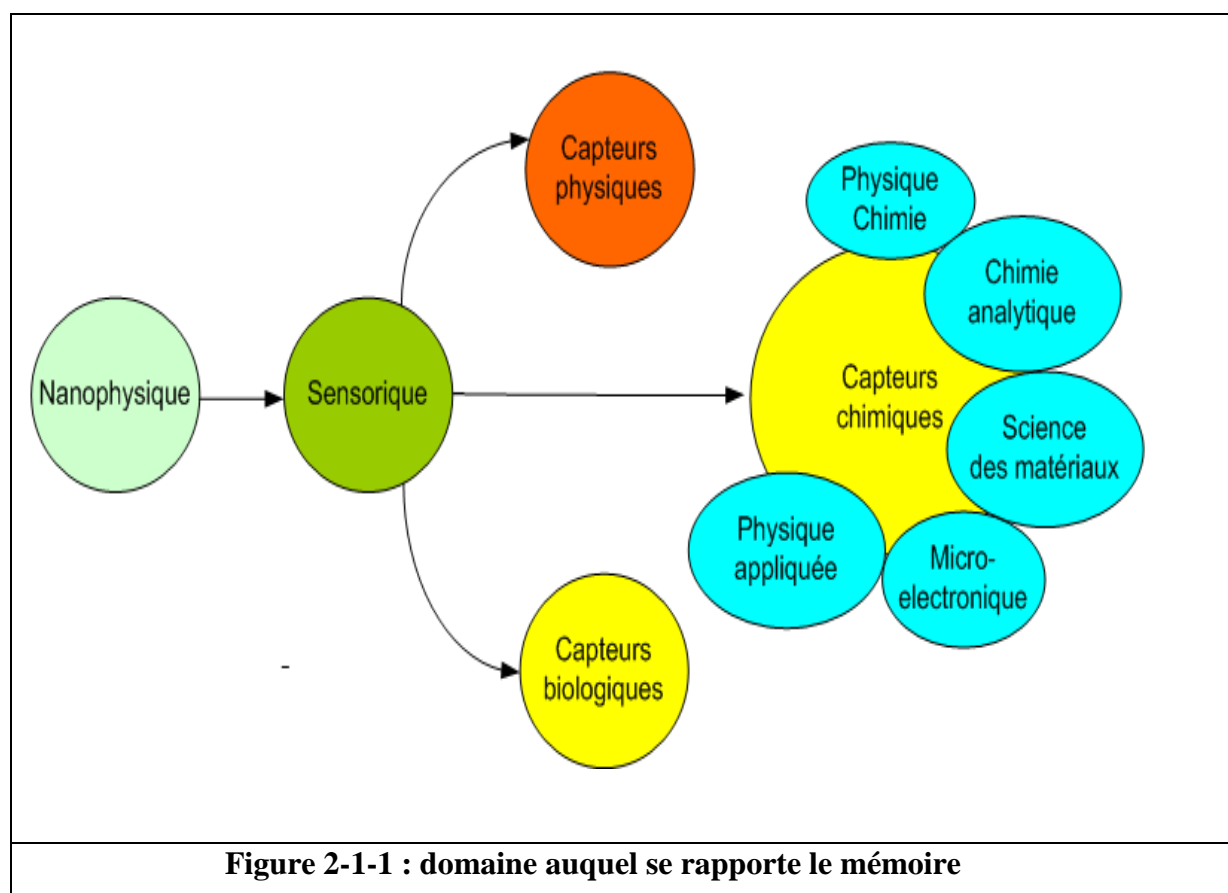 Capteurs
physiques
Physique
Chimie
Chimie
analytique
Nanophysique
Sensorique
Capteurs
chimiques
Science
des matériaux
Physique
appliquée
Micro-
electronique
Capteurs
biologiques
-
Figure 2-1-1 : domaine auquel se rapporte le mémoire